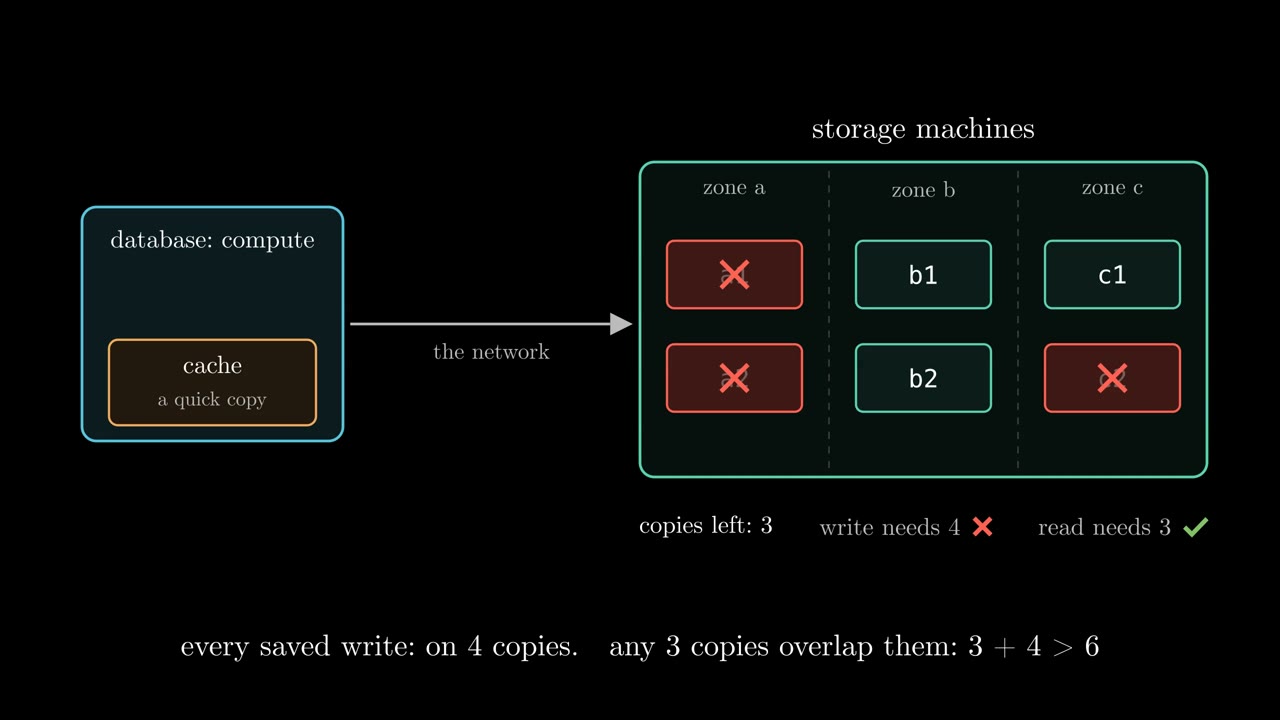 storage machines
zone a
zone b
zone c
database: compute
b1
c1
the network
cache
a quick copy
b2
copies left: 3
write needs 4
read needs 3
every saved write: on 4 copies. any 3 copies overlap them: 3 + 4 > 6